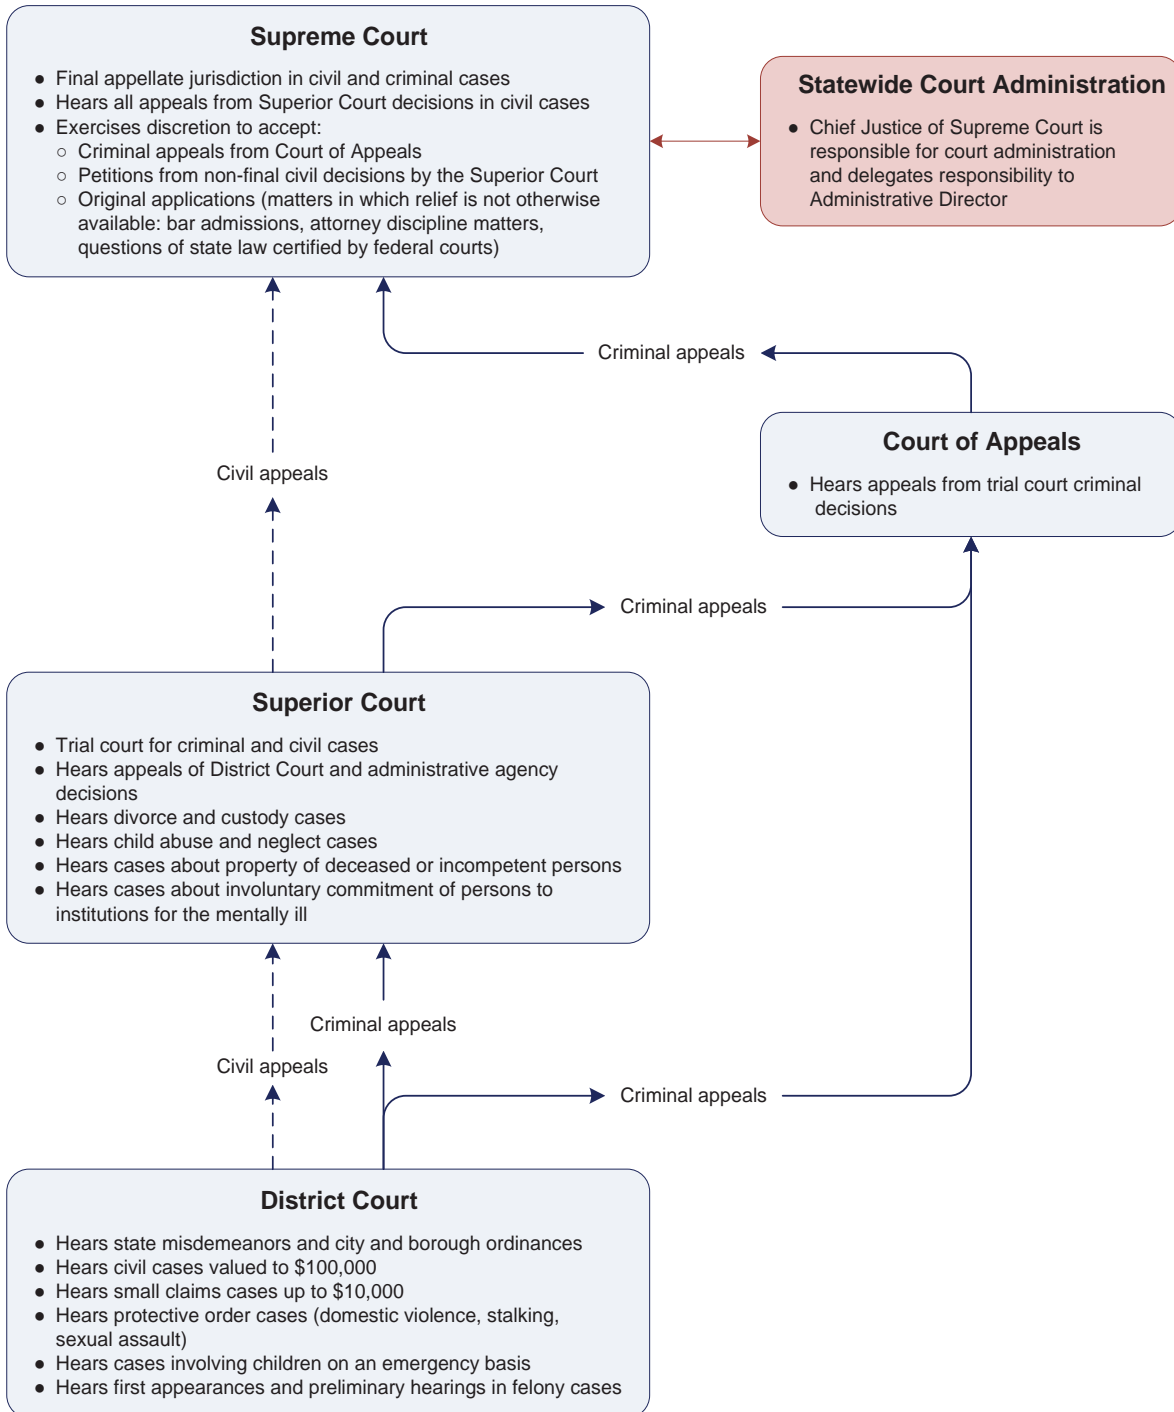 Supreme Court
● Final appellate jurisdiction in civil and criminal cases
● Hears all appeals from Superior Court decisions in civil cases
● Exercises discretion to accept:
○ Criminal appeals from Court of Appeals
○ Petitions from non-final civil decisions by the Superior Court
○ Original applications (matters in which relief is not otherwise
available: bar admissions, attorney discipline matters,
questions of state law certified by federal courts)
Statewide Court Administration
● Chief Justice of Supreme Court is
responsible for court administration
and delegates responsibility to
Administrative Director
Criminal appeals
Court of Appeals
● Hears appeals from trial court criminal
decisions
Civil appeals
Criminal appeals
Superior Court
● Trial court for criminal and civil cases
● Hears appeals of District Court and administrative agency
decisions
● Hears divorce and custody cases
● Hears child abuse and neglect cases
● Hears cases about property of deceased or incompetent persons
● Hears cases about involuntary commitment of persons to
institutions for the mentally ill
Criminal appeals
Civil appeals
Criminal appeals
District Court
● Hears state misdemeanors and city and borough ordinances
● Hears civil cases valued to $100,000
● Hears small claims cases up to $10,000
● Hears protective order cases (domestic violence, stalking,
sexual assault)
● Hears cases involving children on an emergency basis
● Hears first appearances and preliminary hearings in felony cases